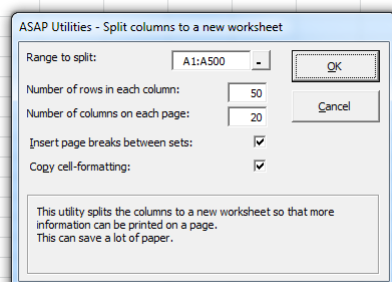 ASAP Utilities - Split columns to a new worksheet
Range to split: A1:A500 -
OK
Number of rows in each column: 50
Cancel
Number of columns on each page: 20
Insert page breaks between sets:
Copy cell-formatting:
This utility splits the columns to a new worksheet so that more
information can be printed on a page.
This can save a lot of paper.